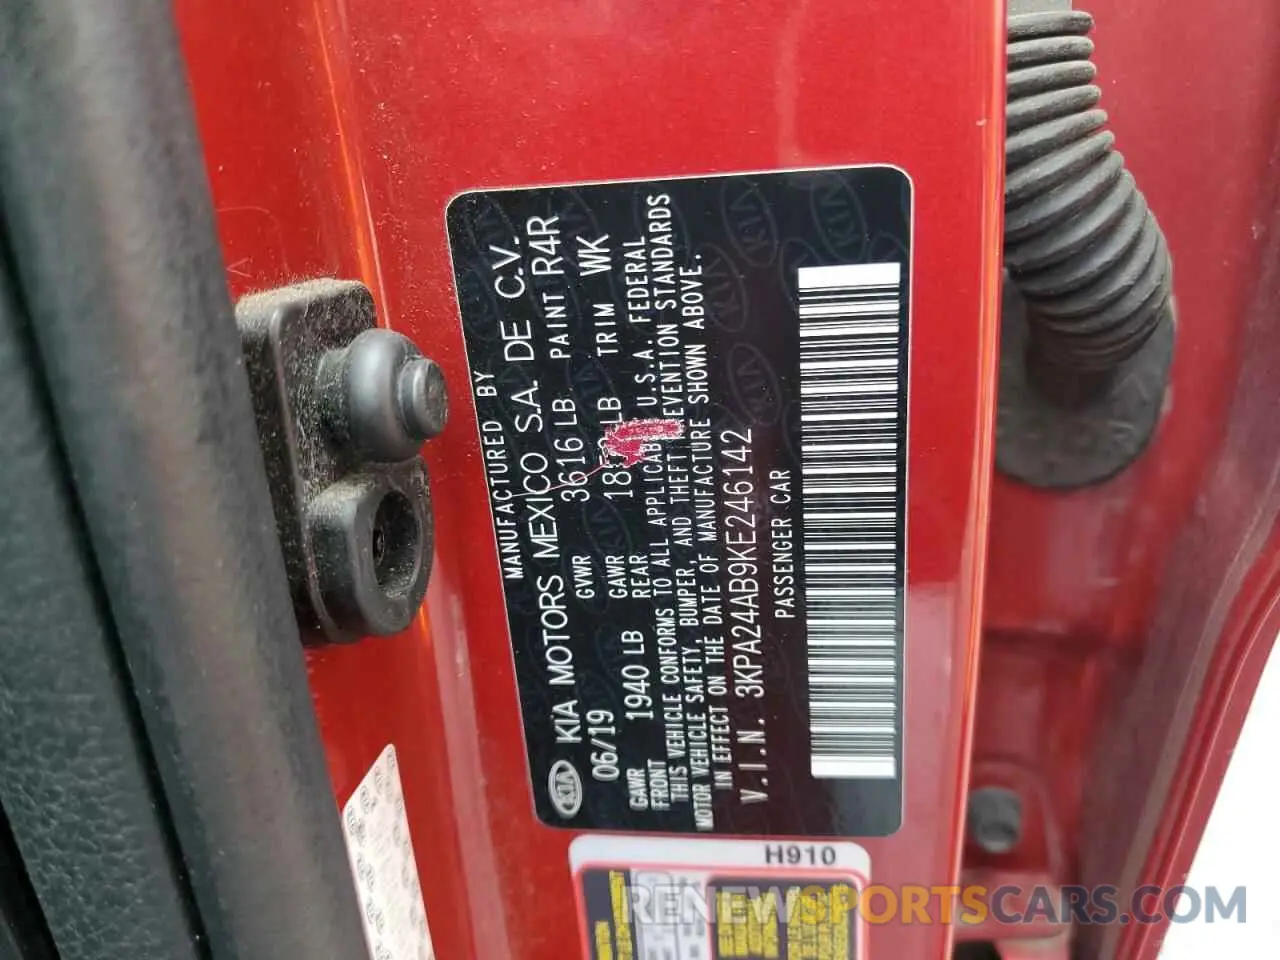 MANUFACTURED BY
KIA KIA MOTORS MEXICO S.A. DE C.V.
06/19 GVWR 3616 LB PAINT R4R
GAWR FRONT 1940 LB GAWR REAR LB TRIM WK
THIS VEHICLE CONFORMS TO ALL U.S.A. FEDERAL
MOTOR VEHICLE SAFETY, BUMPER, AND THEFT STANDARDS
IN EFFECT ON THE DATE OF MANUFACTURE SHOWN ABOVE.
V.I.N. 3KPA24AB9KE246142
PASSENGER CAR
H910
RENEWSPORTSCARS.COM